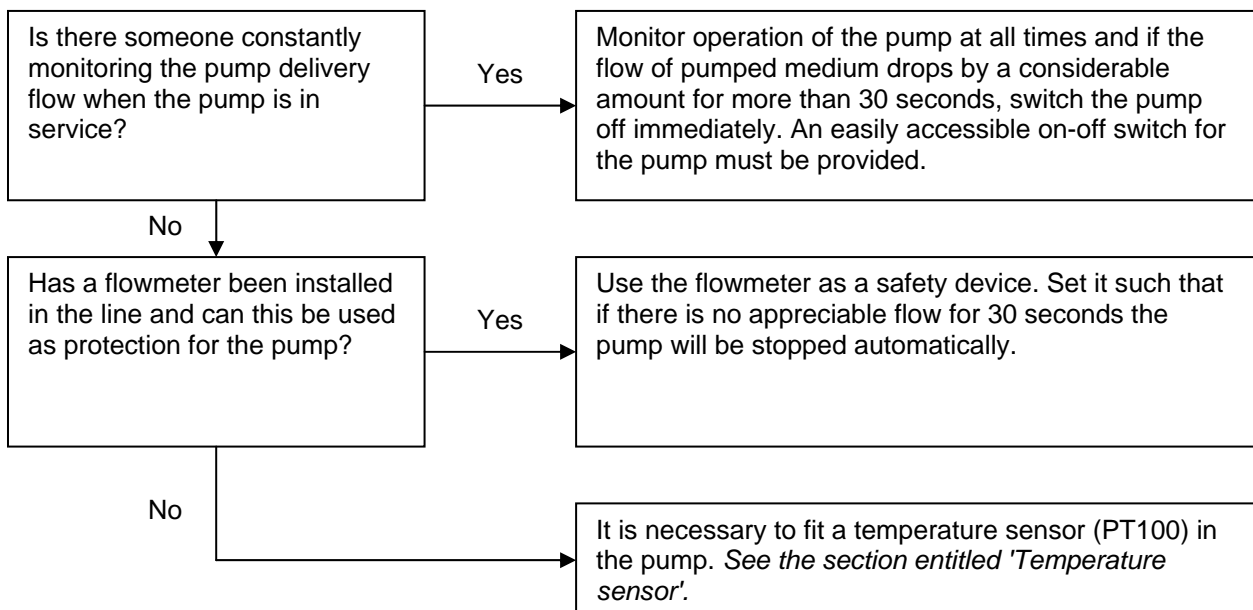 Is there someone constantly
monitoring the pump delivery
flow when the pump is in
service?
Yes
Monitor operation of the pump at all times and if the
flow of pumped medium drops by a considerable
amount for more than 30 seconds, switch the pump
off immediately. An easily accessible on-off switch for
the pump must be provided.
No
Has a flowmeter been installed
in the line and can this be used
as protection for the pump?
Yes
Use the flowmeter as a safety device. Set it such that
if there is no appreciable flow for 30 seconds the
pump will be stopped automatically.
No
It is necessary to fit a temperature sensor (PT100) in
the pump. See the section entitled 'Temperature
sensor'.